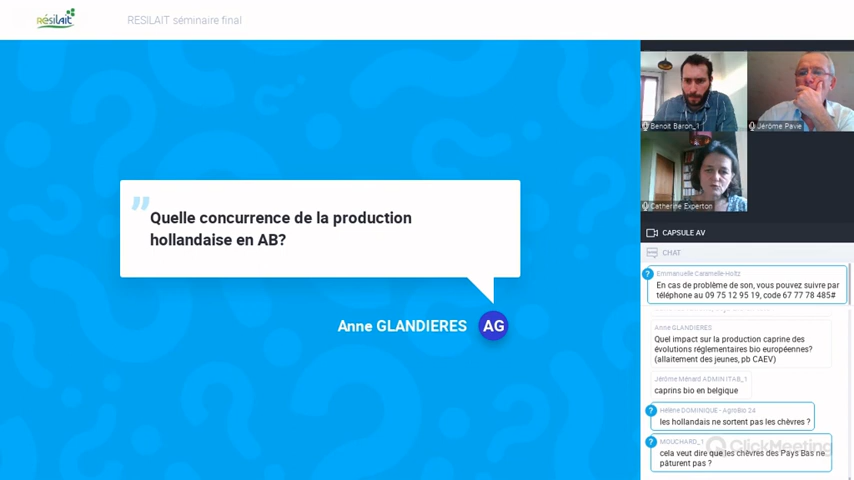 Résilait
RESILAIT séminaire final
Quelle concurrence de la production
hollandaise en AB?
Anne GLANDIERES
AG
Benoit Baron_1
Jérôme Pavie
Catherine Experton
CAPSULE AV
CHAT
?
Emmanuelle Caramelle-Holtz
En cas de problème de son, vous pouvez suivre par
téléphone au 09 75 12 95 19, code 67 77 78 485#
Anne GLANDIERES
Quel impact sur la production caprine des
évolutions réglementaires bio européennes?
(allaitement des jeunes, pb CAEV)
Jérôme Ménard ADMIN ITAB_1
caprins bio en belgique
?
Hélène DOMINIQUE - AgroBio 24
les hollandais ne sortent pas les chèvres ?
?
MOUCHARD_1
ClickMeeting
cela veut dire que les chèvres des Pays Bas ne
pâturent pas ?